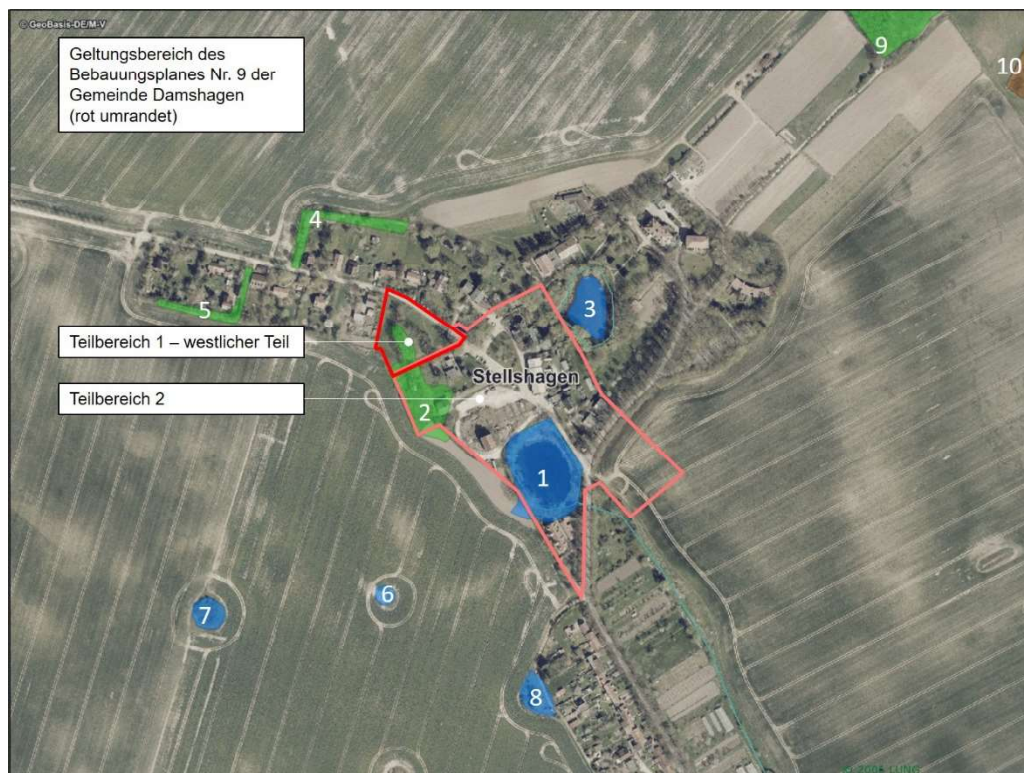 © GeoBasis-DE/M-V
Geltungsbereich des
Bebauungsplanes Nr. 9 der
Gemeinde Damshagen
(rot umrandet)
9
10
4
5
3
Teilbereich 1 – westlicher Teil
Stellshagen
Teilbereich 2
2
1
6
7
8
LUNG